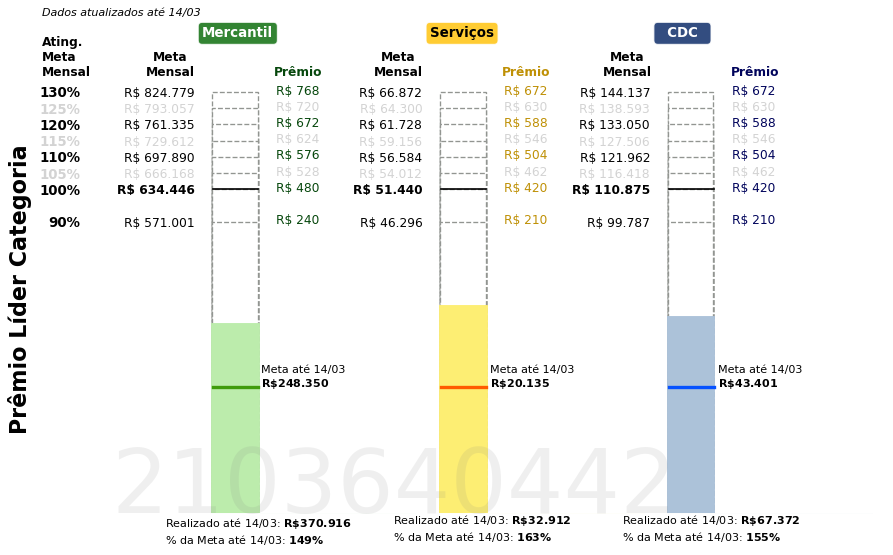 Dados atualizados até 14/03
Mercantil Serviços CDC
Ating.
Meta Meta Meta Meta
Mensal Mensal Prêmio Mensal Prêmio Mensal Prêmio
130% R$ 824.779 R$ 768 R$ 66.872 R$ 672 R$ 144.137 R$ 672
125% R$ 793.057 R$ 720 R$ 64.300 R$ 630 R$ 138.593 R$ 630
120% R$ 761.335 R$ 672 R$ 61.728 R$ 588 R$ 133.050 R$ 588
115% R$ 729.612 R$ 624 R$ 59.156 R$ 546 R$ 127.506 R$ 546
110% R$ 697.890 R$ 576 R$ 56.584 R$ 504 R$ 121.962 R$ 504
105% R$ 666.168 R$ 528 R$ 54.012 R$ 462 R$ 116.418 R$ 462
100% R$ 634.446 R$ 480 R$ 51.440 R$ 420 R$ 110.875 R$ 420
90% R$ 571.001 R$ 240 R$ 46.296 R$ 210 R$ 99.787 R$ 210
Prêmio Líder Categoria
Meta até 14/03 Meta até 14/03 Meta até 14/03
R$248.350 R$20.135 R$43.401
2103640442
Realizado até 14/03: R$370.916 Realizado até 14/03: R$32.912 Realizado até 14/03: R$67.372
% da Meta até 14/03: 149% % da Meta até 14/03: 163% % da Meta até 14/03: 155%